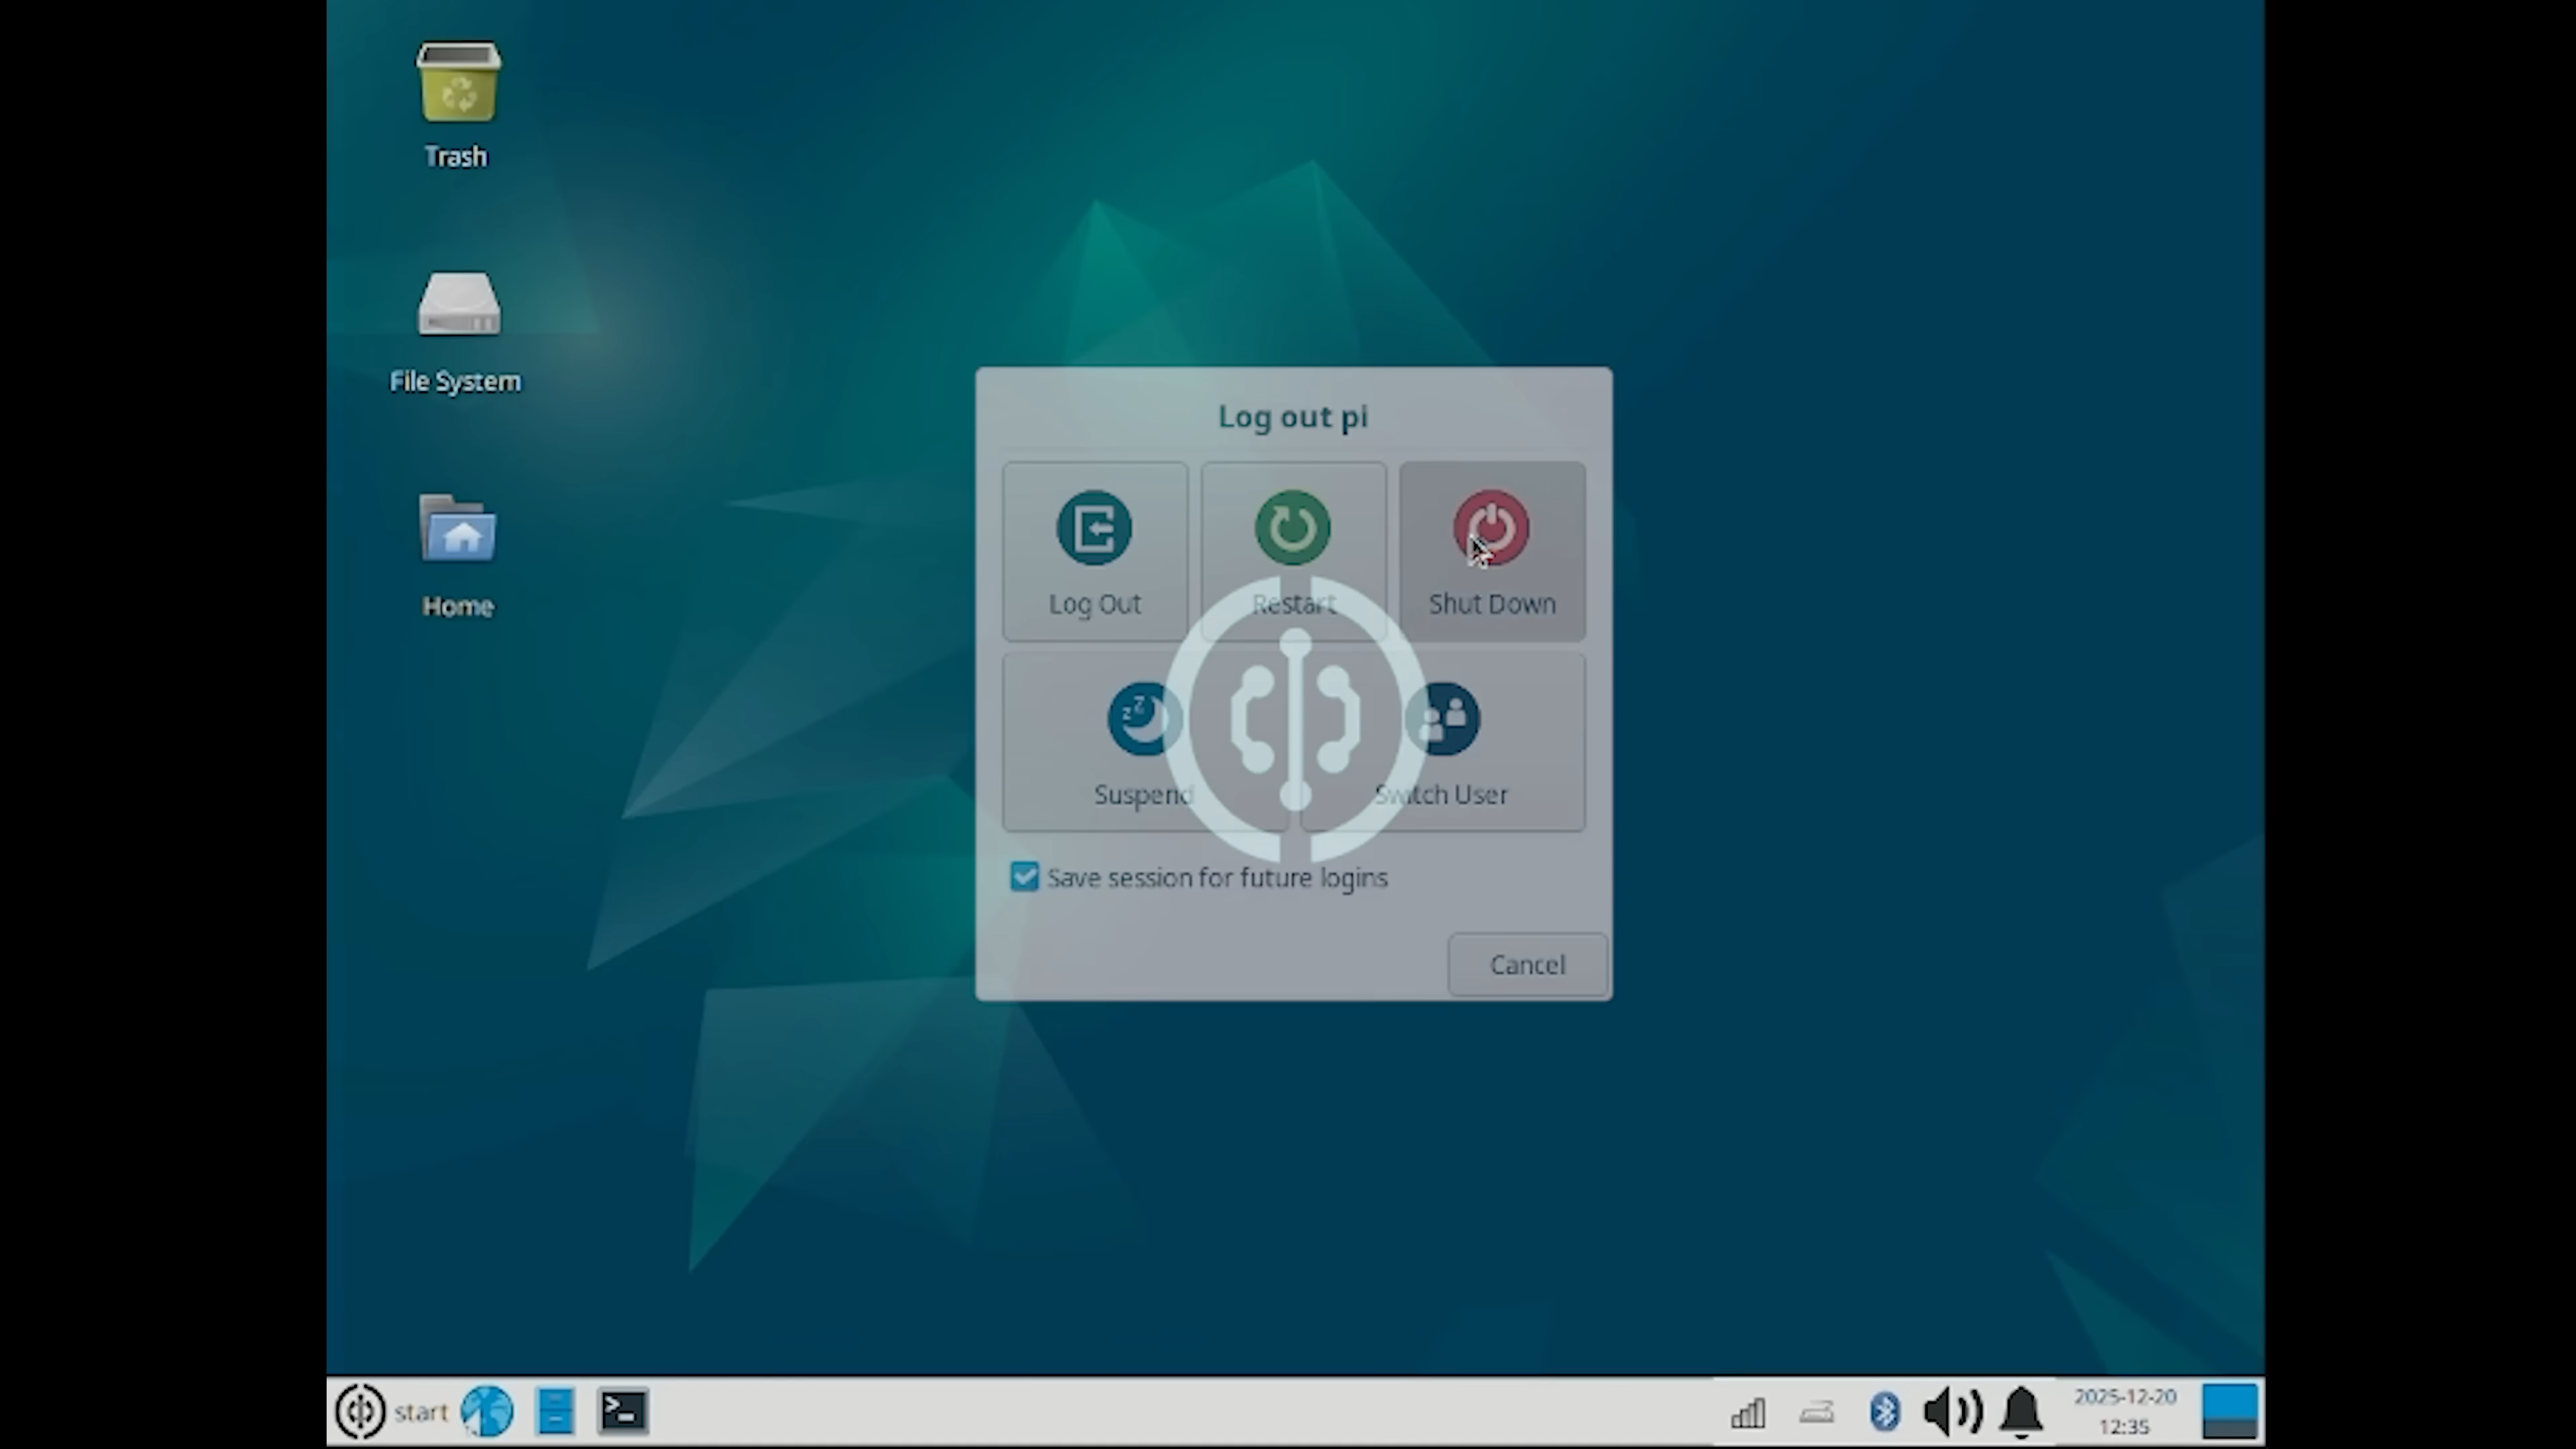 Trash
File System
Home
Log out pi
Log Out
Restart
Shut Down
Suspend
Switch User
Save session for future logins
Cancel
start
2025-12-20
12:35